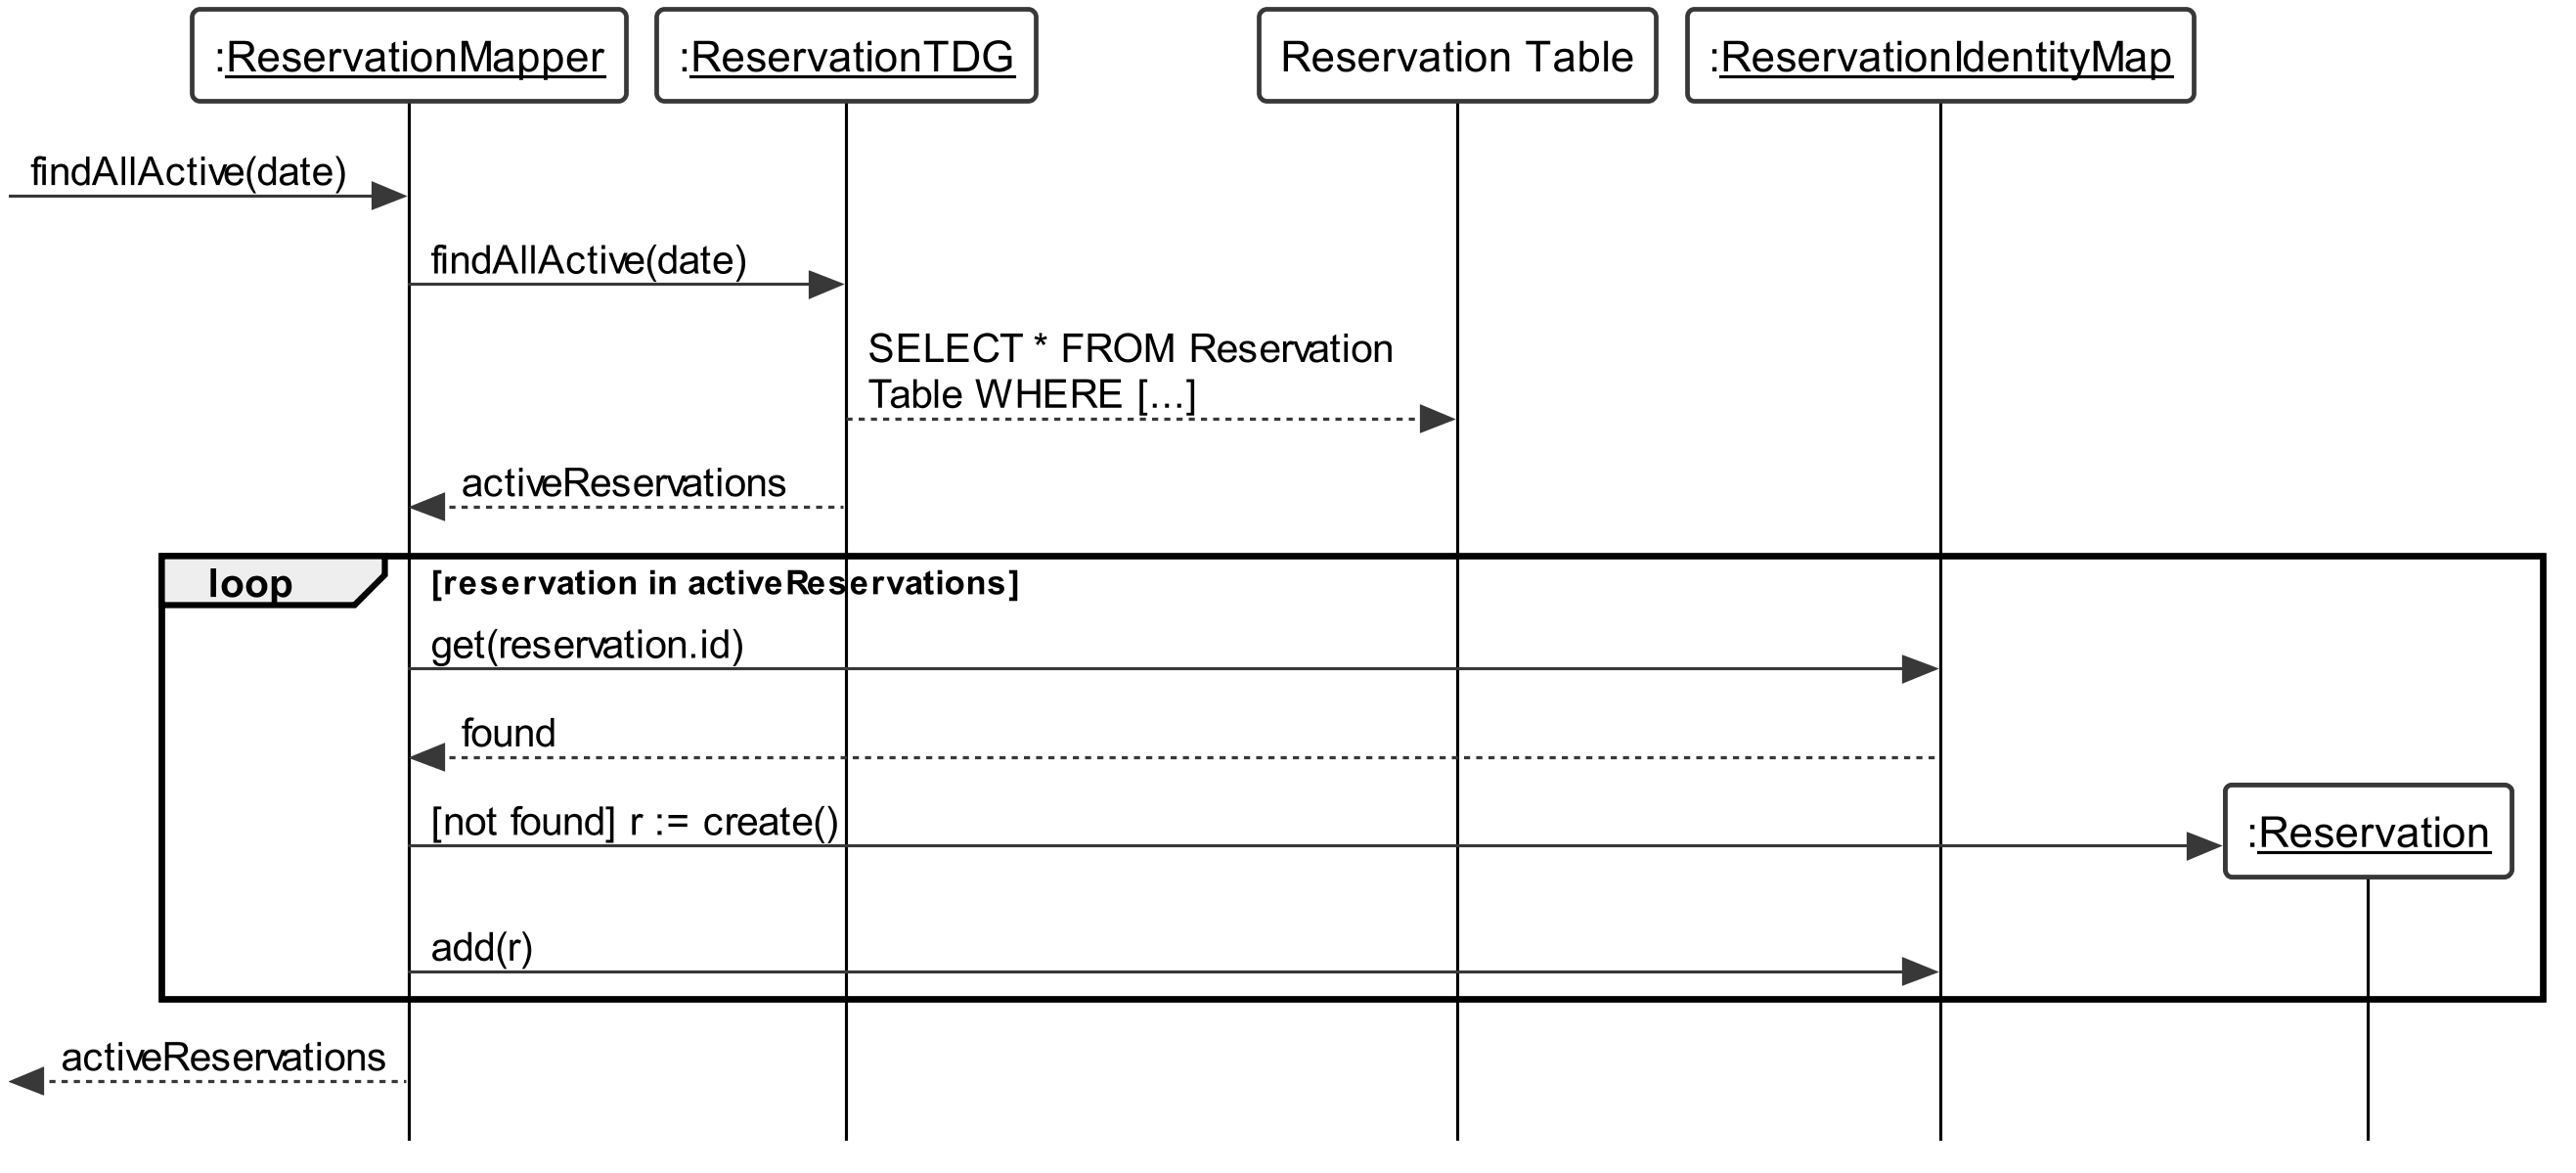 :ReservationMapper
:ReservationTDG
Reservation Table
:ReservationIdentityMap
findAllActive(date)
findAllActive(date)
SELECT * FROM Reservation
Table WHERE [...]
activeReservations
loop
[reservation in activeReservations]
get(reservation.id)
found
[not found] r := create()
:Reservation
add(r)
activeReservations